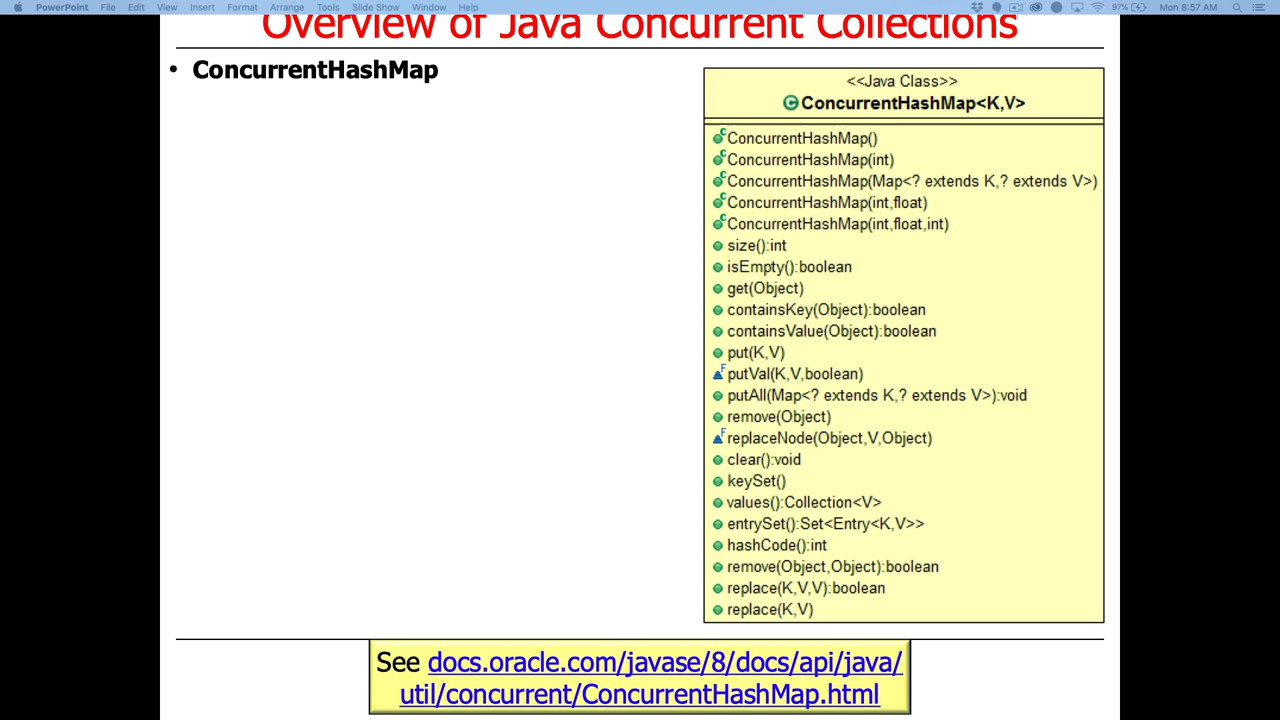 PowerPoint File Edit View Insert Format Arrange Tools Slide Show Window Help 97% Mon 8:57 AM
Overview of Java Concurrent Collections
• ConcurrentHashMap
<<Java Class>>
C ConcurrentHashMap<K,V>
C ConcurrentHashMap()
C ConcurrentHashMap(int)
C ConcurrentHashMap(Map<? extends K,? extends V>)
C ConcurrentHashMap(int,float)
C ConcurrentHashMap(int,float,int)
size():int
isEmpty():boolean
get(Object)
containsKey(Object):boolean
containsValue(Object):boolean
put(K,V)
F putVal(K,V,boolean)
putAll(Map<? extends K,? extends V>):void
remove(Object)
F replaceNode(Object,V,Object)
clear():void
keySet()
values():Collection<V>
entrySet():Set<Entry<K,V>>
hashCode():int
remove(Object,Object):boolean
replace(K,V,V):boolean
replace(K,V)
See docs.oracle.com/javase/8/docs/api/java/
util/concurrent/ConcurrentHashMap.html